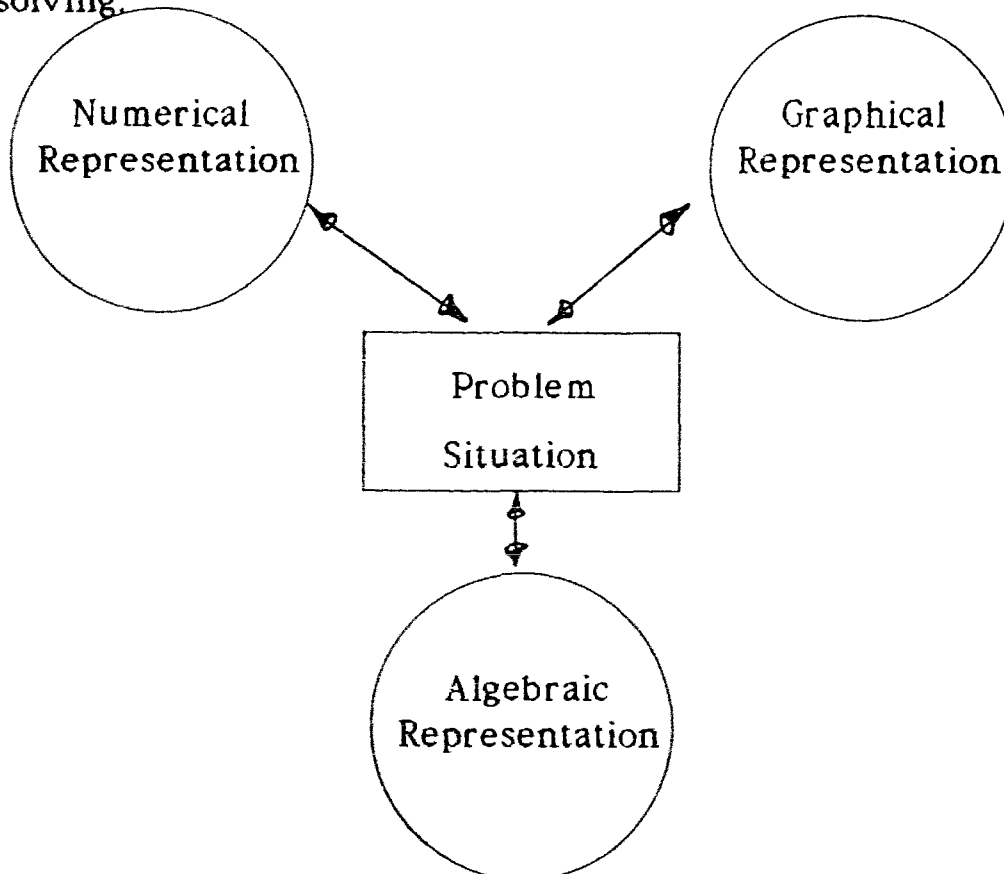 solving.
Numerical
Representation
Graphical
Representation
Problem
Situation
Algebraic
Representation